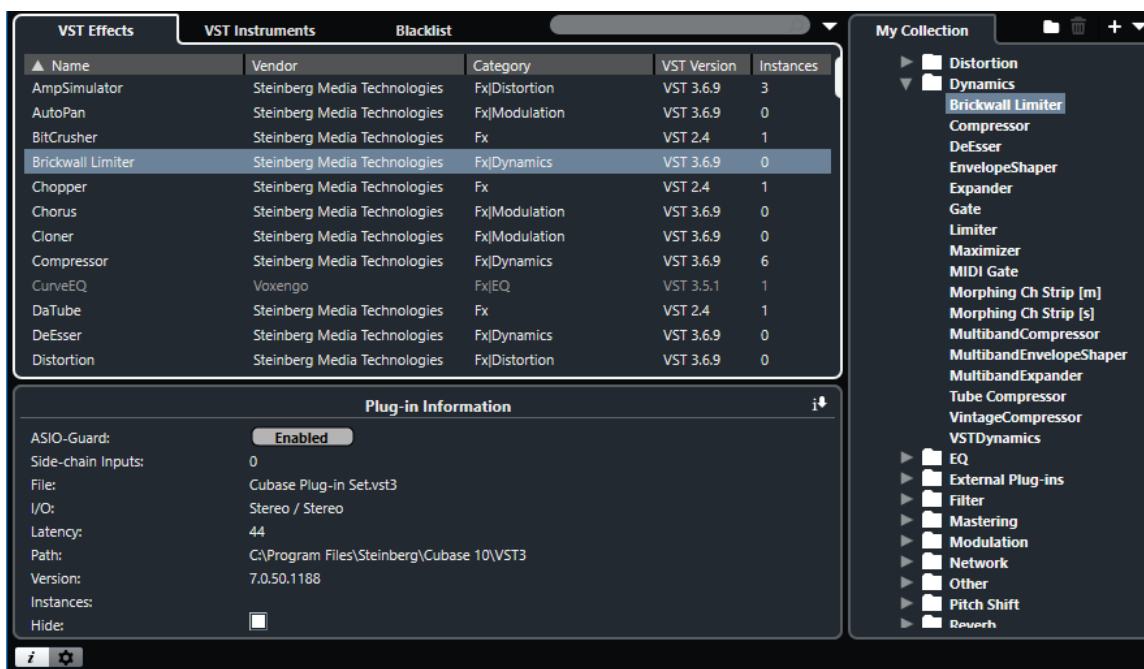 VST Effects VST Instruments Blacklist
Name Vendor Category VST Version Instances
AmpSimulator Steinberg Media Technologies Fx|Distortion VST 3.6.9 3
AutoPan Steinberg Media Technologies Fx|Modulation VST 3.6.9 0
BitCrusher Steinberg Media Technologies Fx VST 2.4 1
Brickwall Limiter Steinberg Media Technologies Fx|Dynamics VST 3.6.9 0
Chopper Steinberg Media Technologies Fx VST 2.4 1
Chorus Steinberg Media Technologies Fx|Modulation VST 3.6.9 0
Cloner Steinberg Media Technologies Fx|Modulation VST 3.6.9 0
Compressor Steinberg Media Technologies Fx|Dynamics VST 3.6.9 6
CurveEQ Voxengo Fx|EQ VST 3.5.1 1
DaTube Steinberg Media Technologies Fx VST 2.4 1
DeEsser Steinberg Media Technologies Fx|Dynamics VST 3.6.9 0
Distortion Steinberg Media Technologies Fx|Distortion VST 3.6.9 0
Plug-in Information
ASIO-Guard: Enabled
Side-chain Inputs: 0
File: Cubase Plug-in Set.vst3
I/O: Stereo / Stereo
Latency: 44
Path: C:\Program Files\Steinberg\Cubase 10\VST3
Version: 7.0.50.1188
Instances:
Hide:
My Collection
Distortion
Dynamics
Brickwall Limiter
Compressor
DeEsser
EnvelopeShaper
Expander
Gate
Limiter
Maximizer
MIDI Gate
Morphing Ch Strip [m]
Morphing Ch Strip [s]
MultibandCompressor
MultibandEnvelopeShaper
MultibandExpander
Tube Compressor
VintageCompressor
VSTDynamics
EQ
External Plug-ins
Filter
Mastering
Modulation
Network
Other
Pitch Shift
Reverb